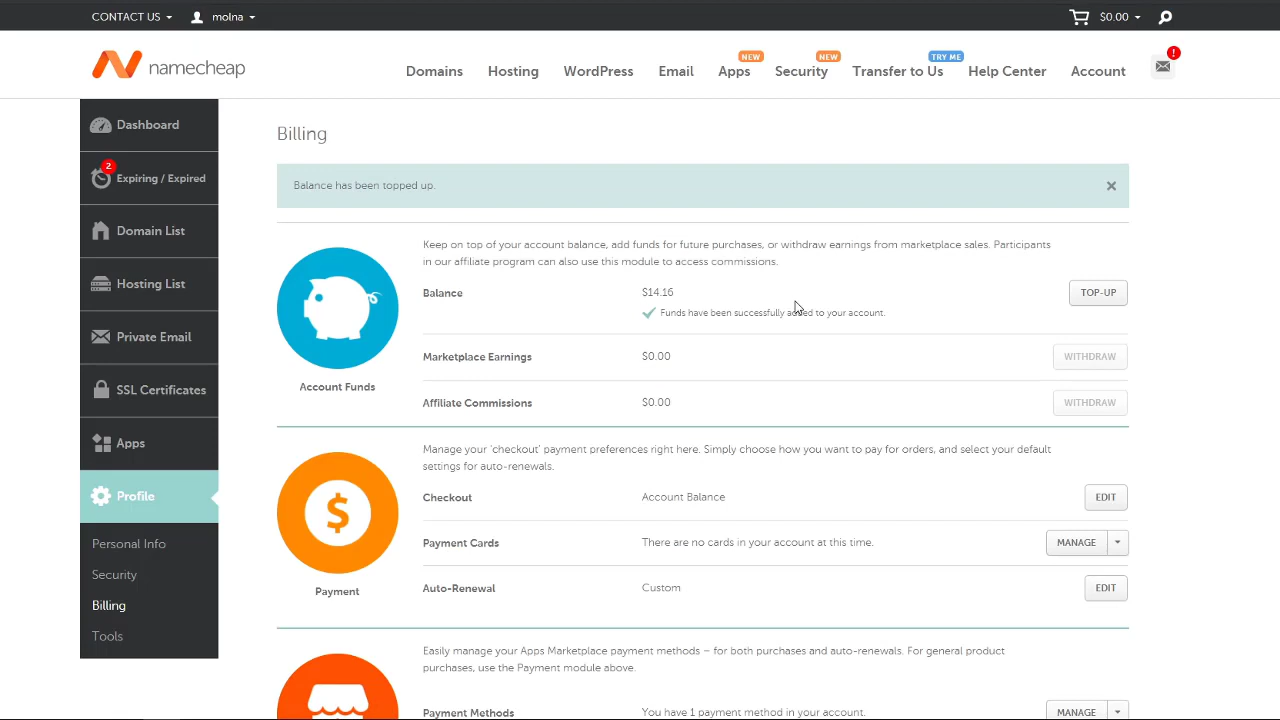 CONTACT US
molna
$0.00
namecheap
Domains
Hosting
WordPress
Email
NEW
Apps
NEW
Security
TRY ME
Transfer to Us
Help Center
Account
!
Dashboard
2
Expiring / Expired
Domain List
Hosting List
Private Email
SSL Certificates
Apps
Profile
Personal Info
Security
Billing
Tools
Billing
Balance has been topped up.
Keep on top of your account balance, add funds for future purchases, or withdraw earnings from marketplace sales. Participants
in our affiliate program can also use this module to access commissions.
Account Funds
Balance
$14.16
TOP-UP
Funds have been successfully added to your account.
Marketplace Earnings
$0.00
WITHDRAW
Affiliate Commissions
$0.00
WITHDRAW
$
Payment
Manage your 'checkout' payment preferences right here. Simply choose how you want to pay for orders, and select your default
settings for auto-renewals.
Checkout
Account Balance
EDIT
Payment Cards
There are no cards in your account at this time.
MANAGE
Auto-Renewal
Custom
EDIT
Easily manage your Apps Marketplace payment methods – for both purchases and auto-renewals. For general product
purchases, use the Payment module above.
Payment Methods
You have 1 payment method in your account.
MANAGE